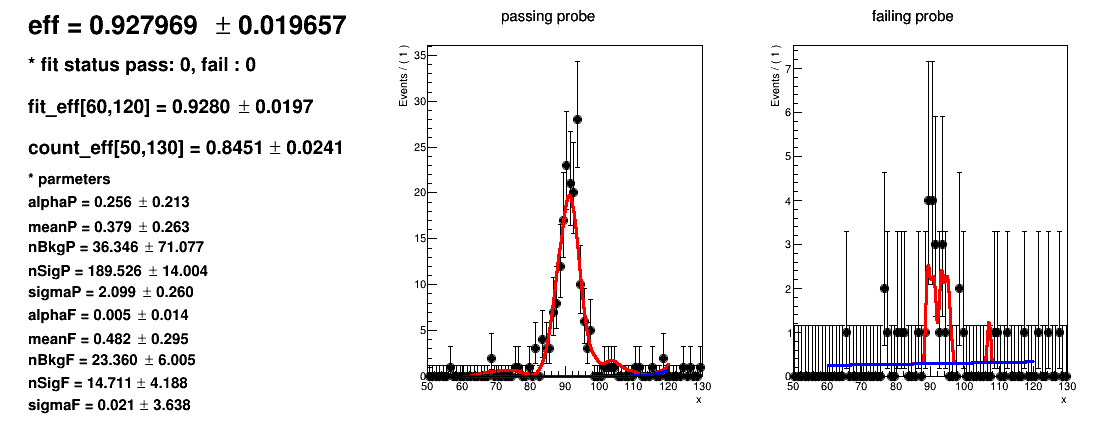 eff = 0.927969 ± 0.019657
* fit status pass: 0, fail : 0
fit_eff[60,120] = 0.9280 ± 0.0197
count_eff[50,130] = 0.8451 ± 0.0241
* parmeters
alphaP = 0.256 ± 0.213
meanP = 0.379 ± 0.263
nBkgP = 36.346 ± 71.077
nSigP = 189.526 ± 14.004
sigmaP = 2.099 ± 0.260
alphaF = 0.005 ± 0.014
meanF = 0.482 ± 0.295
nBkgF = 23.360 ± 6.005
nSigF = 14.711 ± 4.188
sigmaF = 0.021 ± 3.638
passing probe
Events / ( 1 )
35
30
25
20
15
10
5
0
50 60 70 80 90 100 110 120 130
x
failing probe
Events / ( 1 )
7
6
5
4
3
2
1
0
50 60 70 80 90 100 110 120 130
x